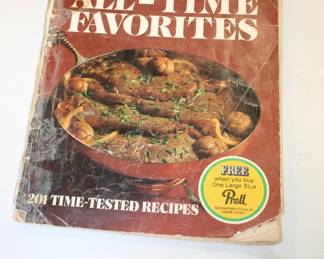 ALL-TIME
FAVORITES
201 TIME-TESTED RECIPES
FREE
when you buy
One Large Size
Prell